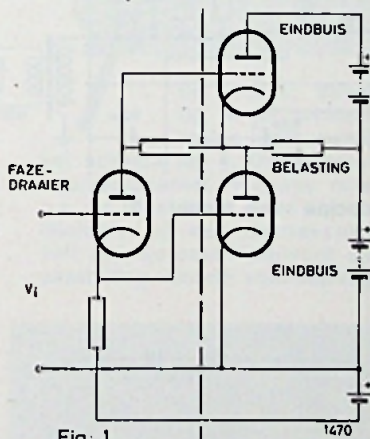 EINDBUIS
+
FAZE-
DRAAIER
BELASTING
+
Vi
EINDBUIS
+
Fig: 1
1470